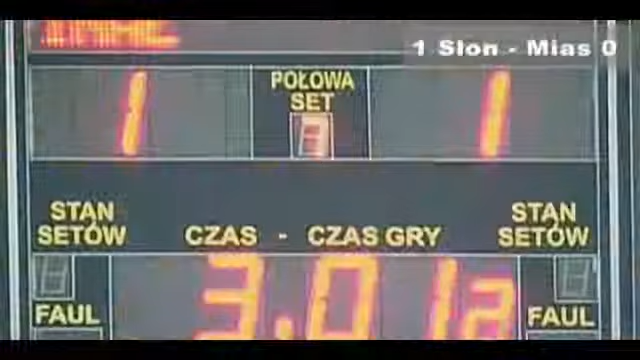 1 Slon - Mias 0
POŁOWA
SET
1 1
STAN
SETÓW
CZAS - CZAS GRY
STAN
SETÓW
3.01
FAUL
FAUL